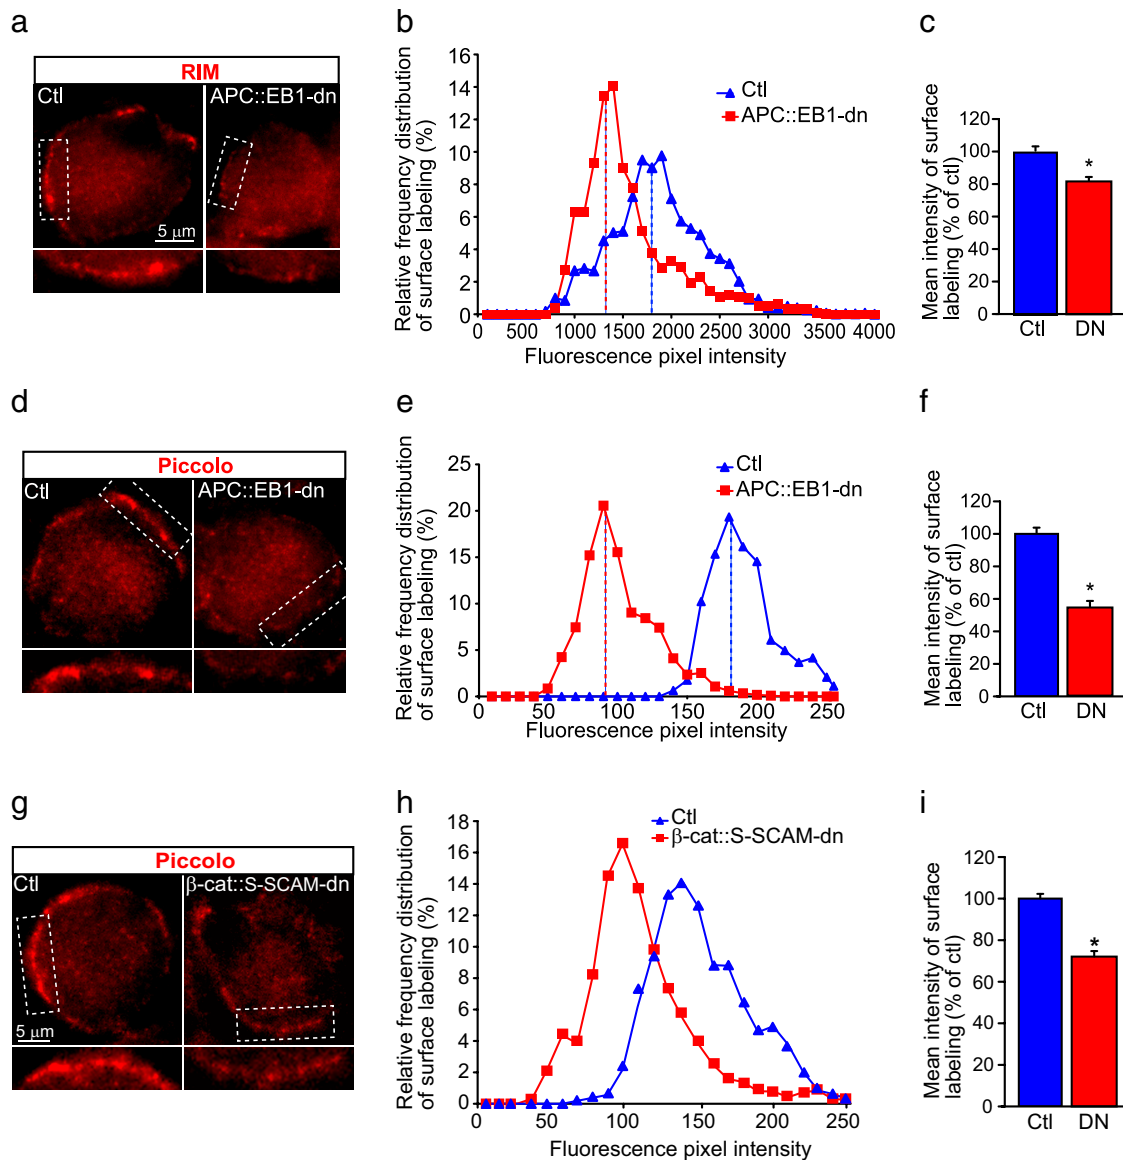 a
RIM
Ctl
APC::EB1-dn
5 μm
b
Relative frequency distribution
of surface labeling (%)
16
14
12
10
8
6
4
2
0
Ctl
APC::EB1-dn
500
1000
1500
2000
2500
3000
3500
4000
Fluorescence pixel intensity
c
Mean intensity of surface
labeling (% of ctl)
120
100
80
60
40
20
0
*
Ctl
DN
d
Piccolo
Ctl
APC::EB1-dn
e
Relative frequency distribution
of surface labeling (%)
25
20
15
10
5
0
Ctl
APC::EB1-dn
0
50
100
150
200
250
Fluorescence pixel intensity
f
Mean intensity of surface
labeling (% of ctl)
120
100
80
60
40
20
0
*
Ctl
DN
g
Piccolo
Ctl
β-cat::S-SCAM-dn
5 μm
h
Relative frequency distribution
of surface labeling (%)
18
16
14
12
10
8
6
4
2
0
Ctl
β-cat::S-SCAM-dn
0
50
100
150
200
250
Fluorescence pixel intensity
i
Mean intensity of surface
labeling (% of ctl)
120
100
80
60
40
20
0
*
Ctl
DN